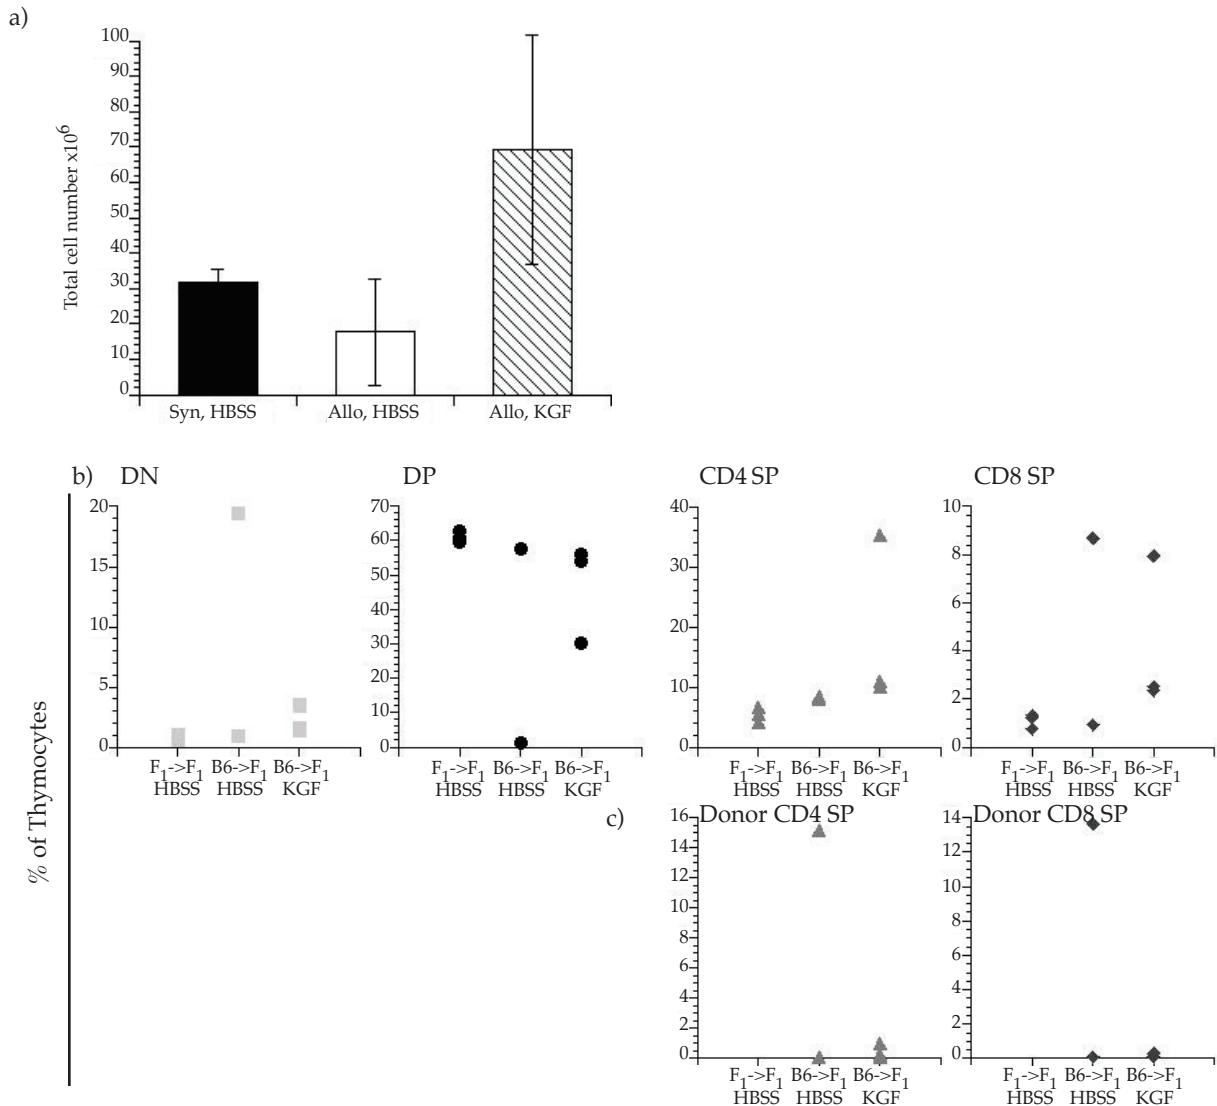 a)
Total cell number x10^6
100
90
80
70
60
50
40
30
20
10
0
Syn, HBSS
Allo, HBSS
Allo, KGF
b)
% of Thymocytes
DN
20
15
10
5
0
F1->F1 HBSS
B6->F1 HBSS
B6->F1 KGF
DP
70
60
50
40
30
20
10
0
F1->F1 HBSS
B6->F1 HBSS
B6->F1 KGF
CD4 SP
40
30
20
10
0
F1->F1 HBSS
B6->F1 HBSS
B6->F1 KGF
CD8 SP
10
8
6
4
2
0
F1->F1 HBSS
B6->F1 HBSS
B6->F1 KGF
c)
Donor CD4 SP
16
14
12
10
8
6
4
2
0
F1->F1 HBSS
B6->F1 HBSS
B6->F1 KGF
Donor CD8 SP
14
12
10
8
6
4
2
0
F1->F1 HBSS
B6->F1 HBSS
B6->F1 KGF